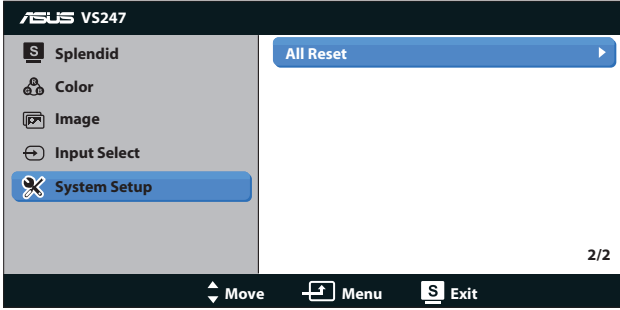 ASUS VS247
S Splendid
R G B Color
Image
Input Select
System Setup
All Reset
2/2
Move Menu S Exit